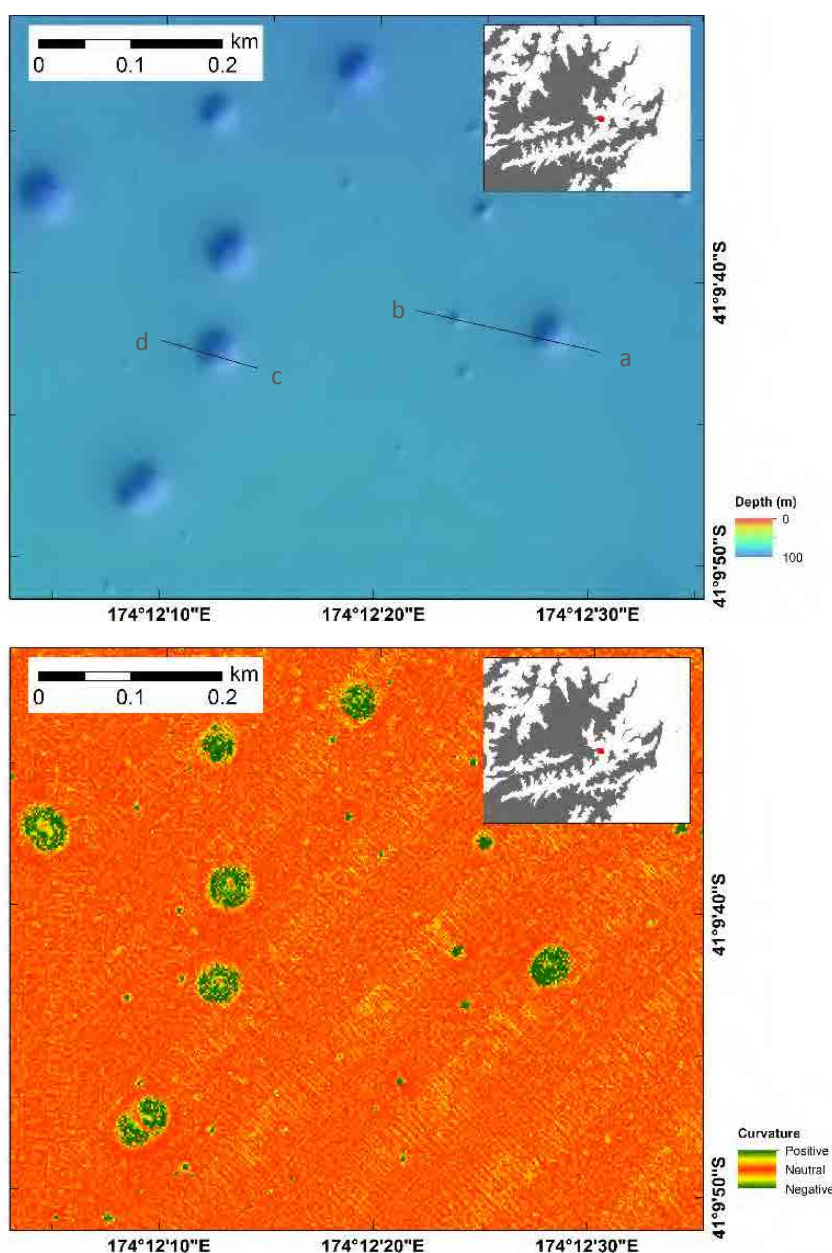 km
0 0.1 0.2
41°9'40"S
b
d
a
c
Depth (m)
0
100
41°9'50"S
174°12'10"E 174°12'20"E 174°12'30"E
km
0 0.1 0.2
41°9'40"S
Curvature
Positive
Neutral
Negative
41°9'50"S
174°12'10"E 174°12'20"E 174°12'30"E